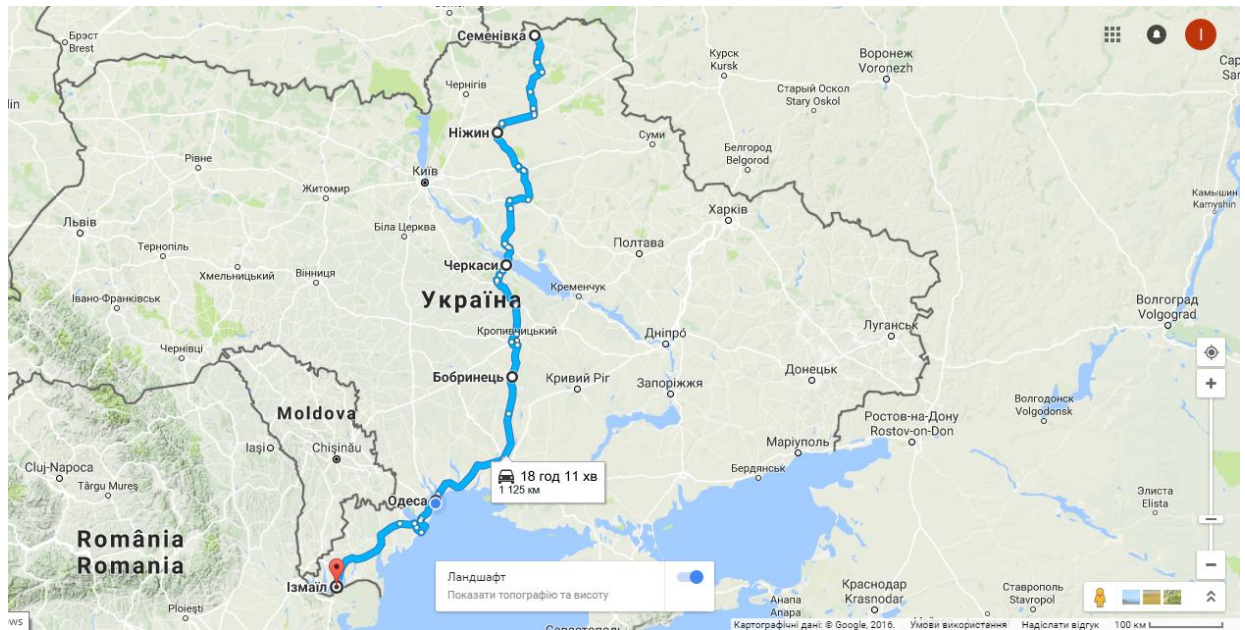 Семенівка
Брэст
Brest
Курск
Kursk
Воронеж
Voronezh
Чернігів
Старый Оскол
Stary Oskol
Ніжин
Суми
Белгород
Belgorod
Рівне
Київ
Житомир
Камышин
Kamyshin
Львів
Харків
Біла Церква
Полтава
Тернопіль
Черкаси
Хмельницький
Вінниця
Кременчук
Івано-Франківськ
Україна
Волгоград
Volgograd
Кропивницький
Дніпро́
Луганськ
Чернівці
Бобринець
Кривий Ріг
Запоріжжя
Донецьк
Волгодонск
Volgodonsk
Moldova
Ростов-на-Дону
Rostov-on-Don
Iași
Chișinău
Маріуполь
Cluj-Napoca
Бердянськ
18 год 11 хв
1 125 км
Târgu Mureș
Одеса
Элиста
Elista
România
Romania
Ізмаїл
Ландшафт
Показати топографію та висоту
Краснодар
Krasnodar
Ставрополь
Stavropol
Анапа
Anapa
Ploiești
Картографічні дані: © Google, 2016.
Умови використання
Надіслати відгук
100 км